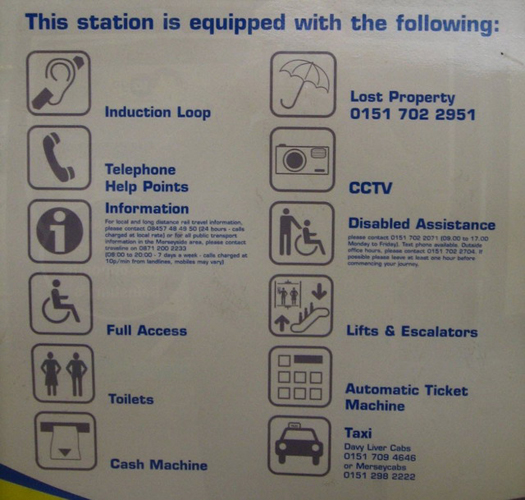 This station is equipped with the following:
Induction Loop
Telephone
Help Points
Information
For local and long distance rail travel information,
please contact 08457 48 49 50 (24 hours - calls
charged at local rate) or for all public transport
information in the Merseyside area, please contact
traveline on 0871 200 2233
(08:00 to 20:00 - 7 days a week - calls charged at
10p/min from landlines, mobiles may vary)
Full Access
Toilets
Cash Machine
Lost Property
0151 702 2951
CCTV
Disabled Assistance
please contact 0151 702 2071 (09:00 to 17.00
Monday to Friday). Text phone available. Outside
office hours, please contact 0151 702 2704. If
possible please leave at least one hour before
commencing your journey.
Lifts & Escalators
Automatic Ticket
Machine
Taxi
Davy Liver Cabs
0151 709 4646
or Merseycabs
0151 298 2222